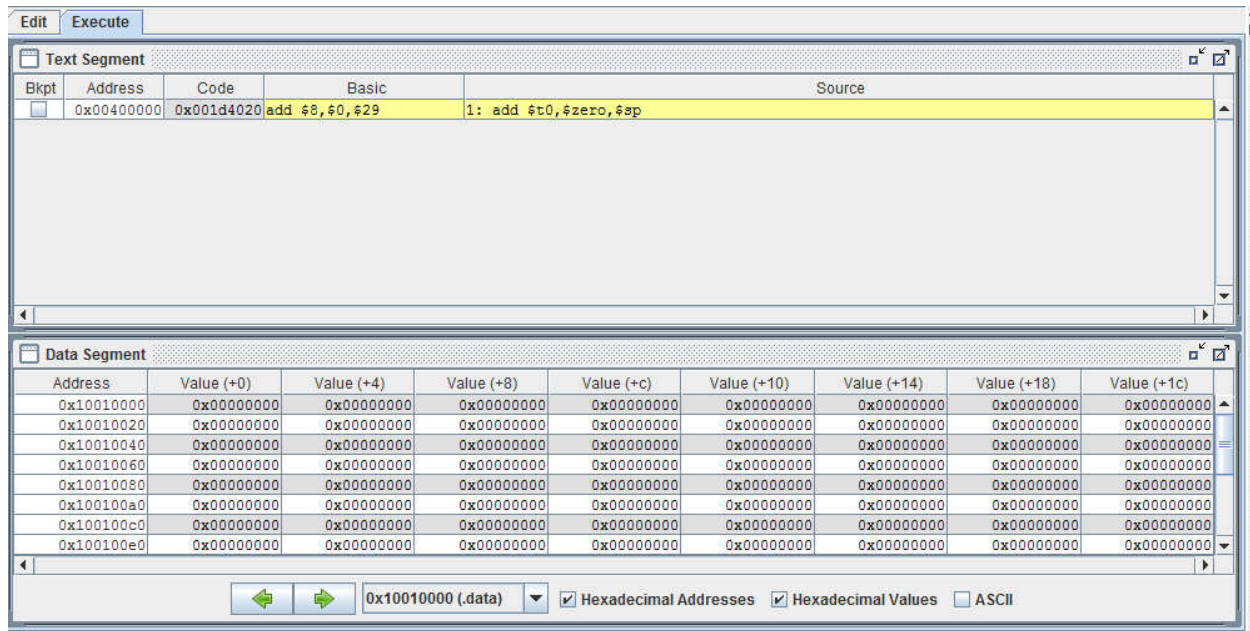 Edit Execute
Text Segment
Bkpt Address Code Basic Source
0x00400000 0x001d4020 add $8,$0,$29 1: add $t0,$zero,$sp
Data Segment
Address Value (+0) Value (+4) Value (+8) Value (+c) Value (+10) Value (+14) Value (+18) Value (+1c)
0x10010000 0x00000000 0x00000000 0x00000000 0x00000000 0x00000000 0x00000000 0x00000000 0x00000000
0x10010020 0x00000000 0x00000000 0x00000000 0x00000000 0x00000000 0x00000000 0x00000000 0x00000000
0x10010040 0x00000000 0x00000000 0x00000000 0x00000000 0x00000000 0x00000000 0x00000000 0x00000000
0x10010060 0x00000000 0x00000000 0x00000000 0x00000000 0x00000000 0x00000000 0x00000000 0x00000000
0x10010080 0x00000000 0x00000000 0x00000000 0x00000000 0x00000000 0x00000000 0x00000000 0x00000000
0x100100a0 0x00000000 0x00000000 0x00000000 0x00000000 0x00000000 0x00000000 0x00000000 0x00000000
0x100100c0 0x00000000 0x00000000 0x00000000 0x00000000 0x00000000 0x00000000 0x00000000 0x00000000
0x100100e0 0x00000000 0x00000000 0x00000000 0x00000000 0x00000000 0x00000000 0x00000000 0x00000000
0x10010000 (.data) Hexadecimal Addresses Hexadecimal Values ASCII